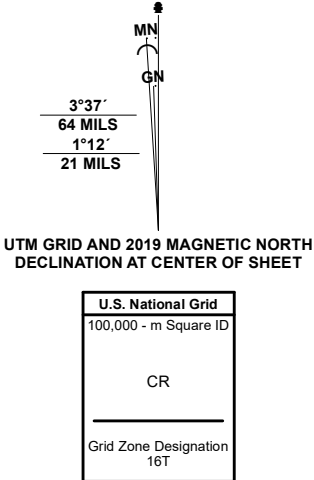 MN
GN
3°37´
64 MILS
1°12´
21 MILS
UTM GRID AND 2019 MAGNETIC NORTH
DECLINATION AT CENTER OF SHEET
U.S. National Grid
100,000 - m Square ID
CR
Grid Zone Designation
16T